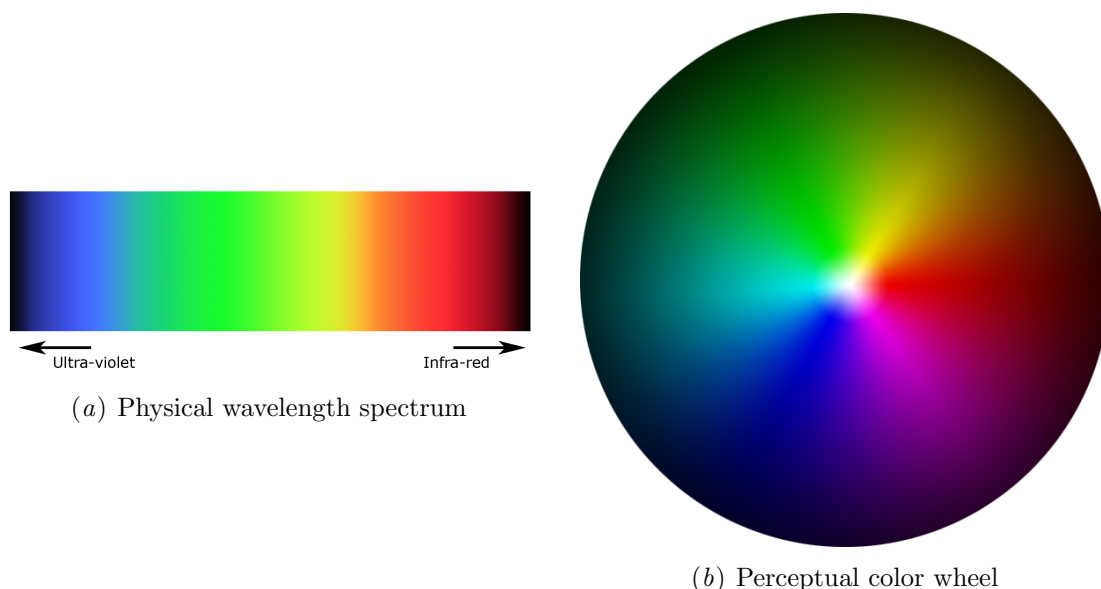 Ultra-violet
Infra-red
(a) Physical wavelength spectrum
(b) Perceptual color wheel